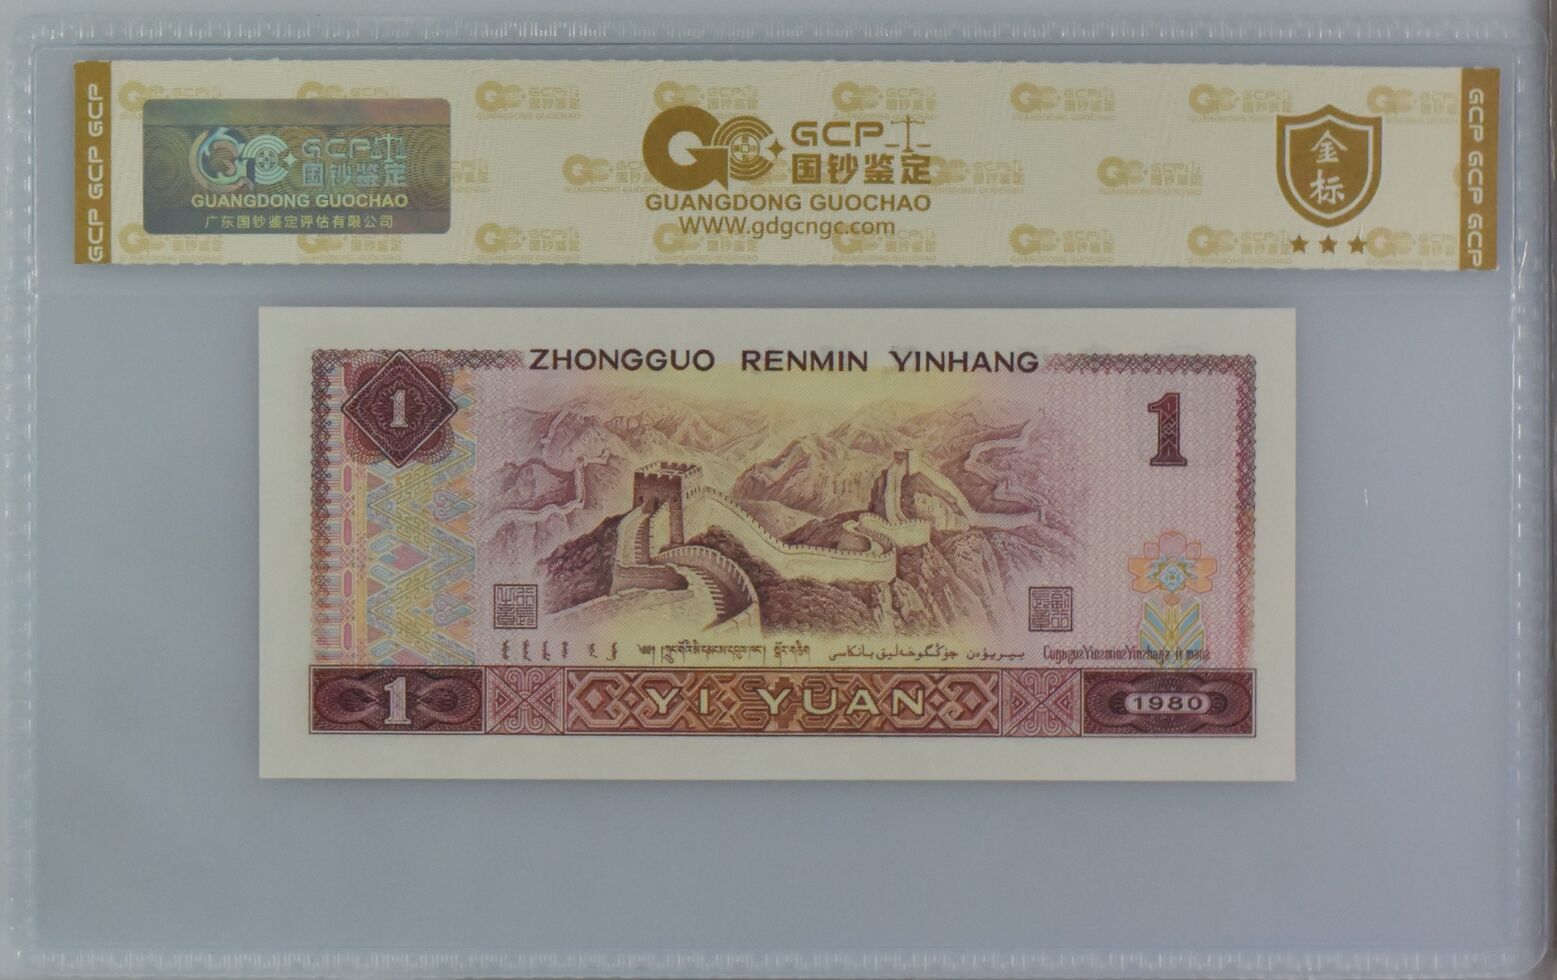 GCP GCP GCP
GCP 国钞鉴定
GUANGDONG GUOCHAO
广东国钞鉴定评估有限公司
GCP
国钞鉴定
GUANGDONG GUOCHAO
WWW.gdgcngc.com
金标
GCP GCP GCP
ZHONGGUO RENMIN YINHANG
1
1
1 YI YUAN 1980